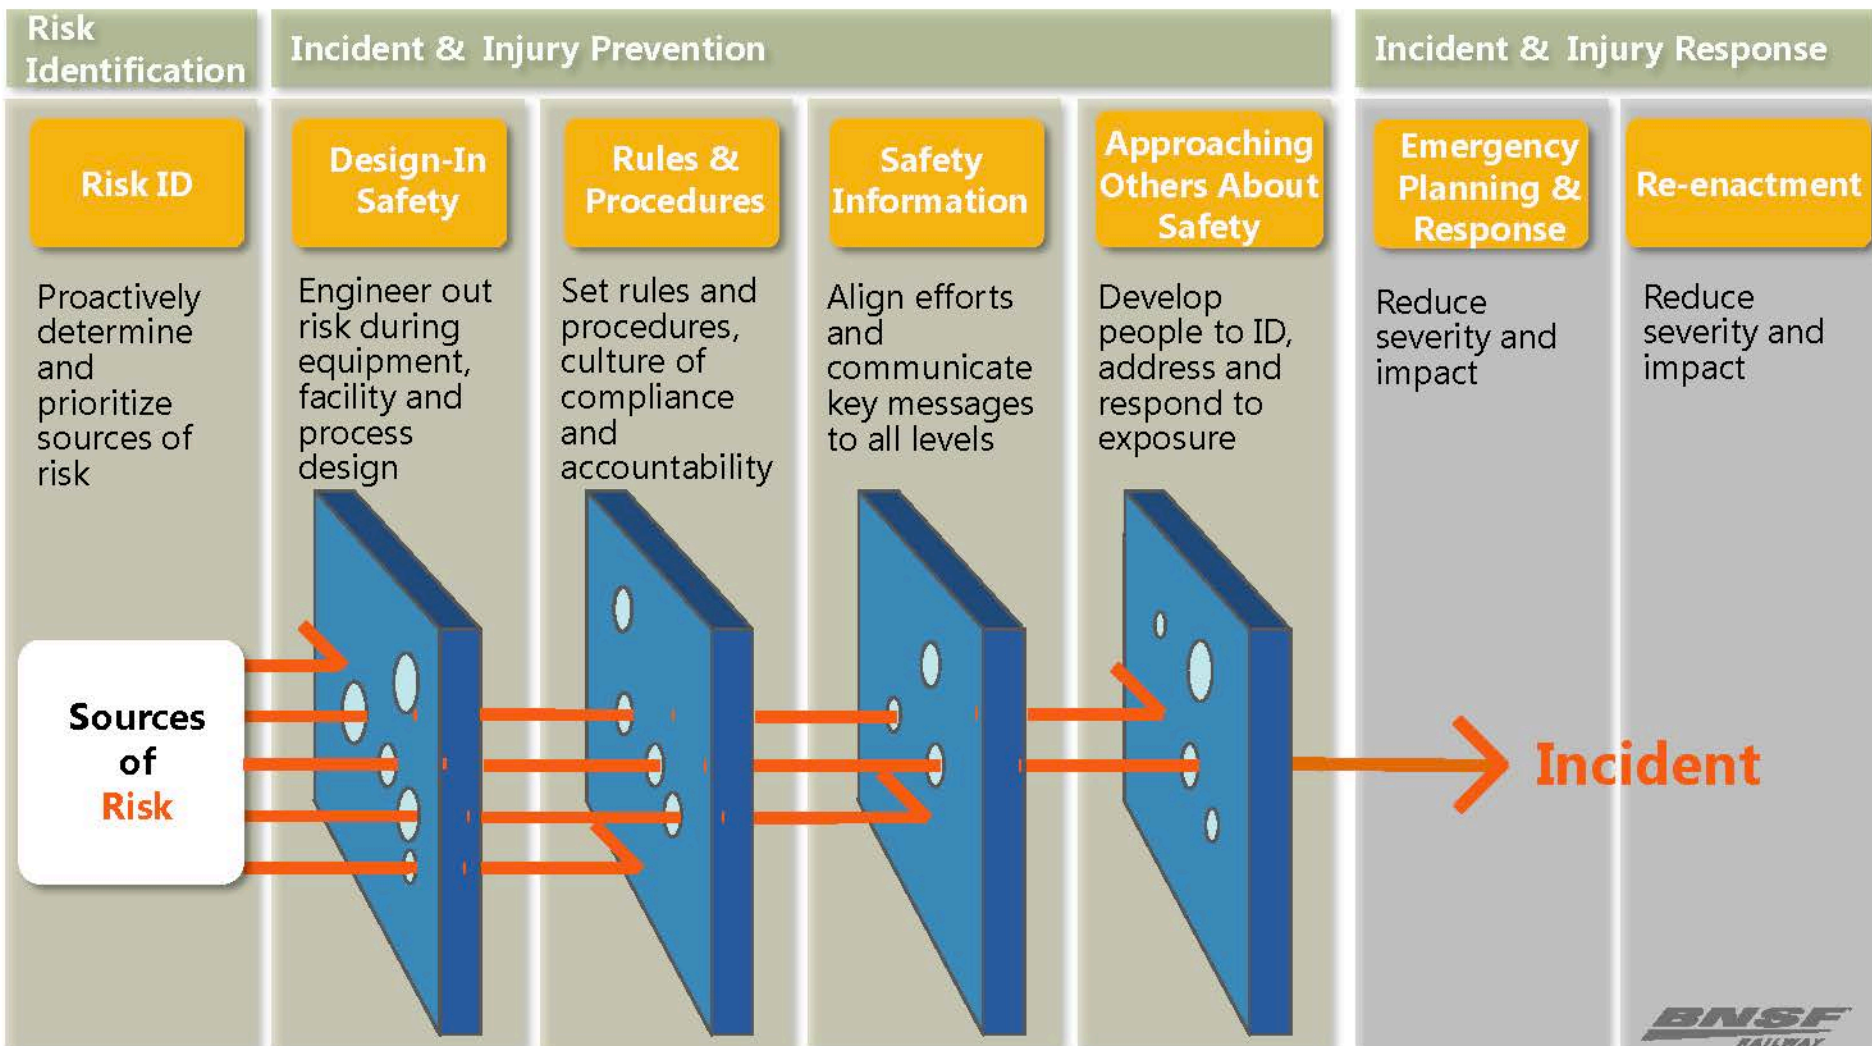 Risk
Identification
Incident & Injury Prevention
Incident & Injury Response
Risk ID
Proactively
determine
and
prioritize
sources of
risk
Design-In
Safety
Engineer out
risk during
equipment,
facility and
process
design
Rules &
Procedures
Set rules and
procedures,
culture of
compliance
and
accountability
Safety
Information
Align efforts
and
communicate
key messages
to all levels
Approaching
Others About
Safety
Develop
people to ID,
address and
respond to
exposure
Emergency
Planning &
Response
Reduce
severity and
impact
Re-enactment
Reduce
severity and
impact
Sources
of
Risk
Incident
BNSF
RAILWAY